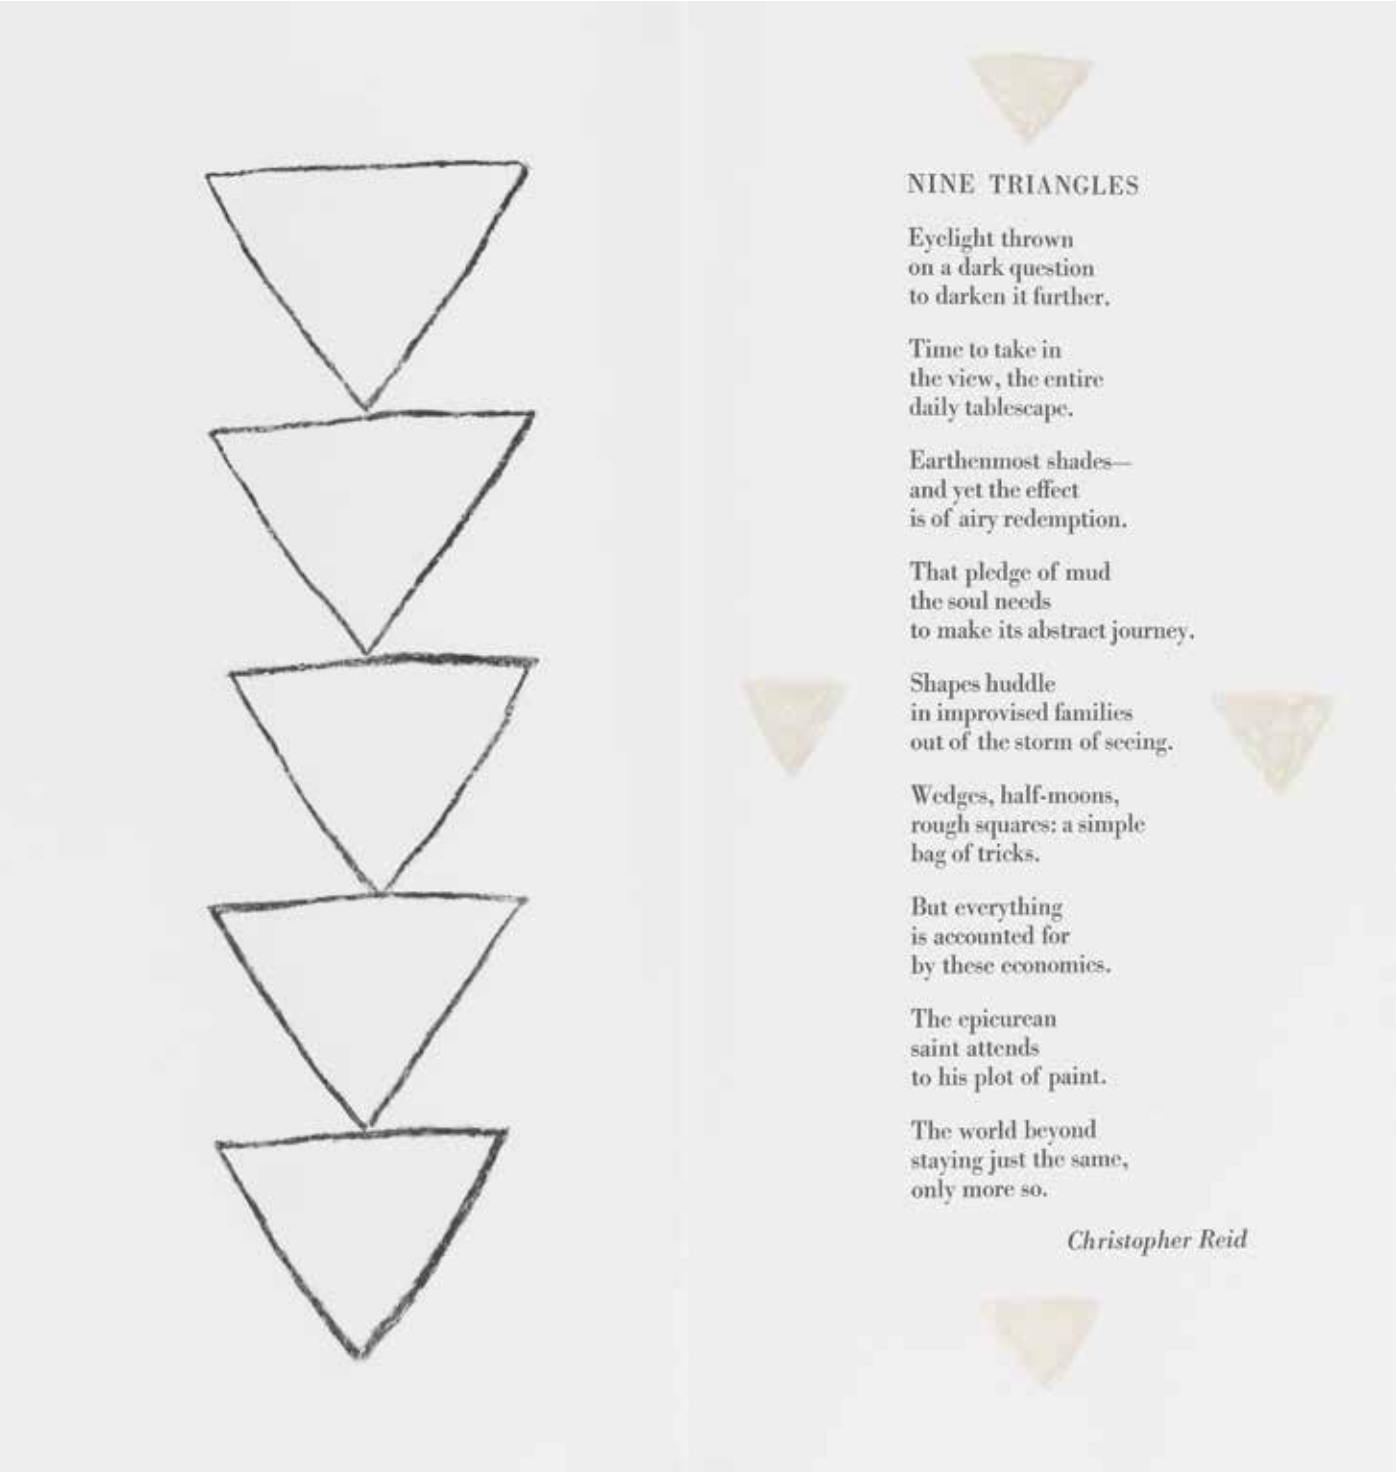 NINE TRIANGLES
Eyelight thrown
on a dark question
to darken it further.
Time to take in
the view, the entire
daily tablescape.
Earthenmost shades—
and yet the effect
is of airy redemption.
That pledge of mud
the soul needs
to make its abstract journey.
Shapes huddle
in improvised families
out of the storm of seeing.
Wedges, half-moons,
rough squares: a simple
bag of tricks.
But everything
is accounted for
by these economies.
The epicurean
saint attends
to his plot of paint.
The world beyond
staying just the same,
only more so.
Christopher Reid